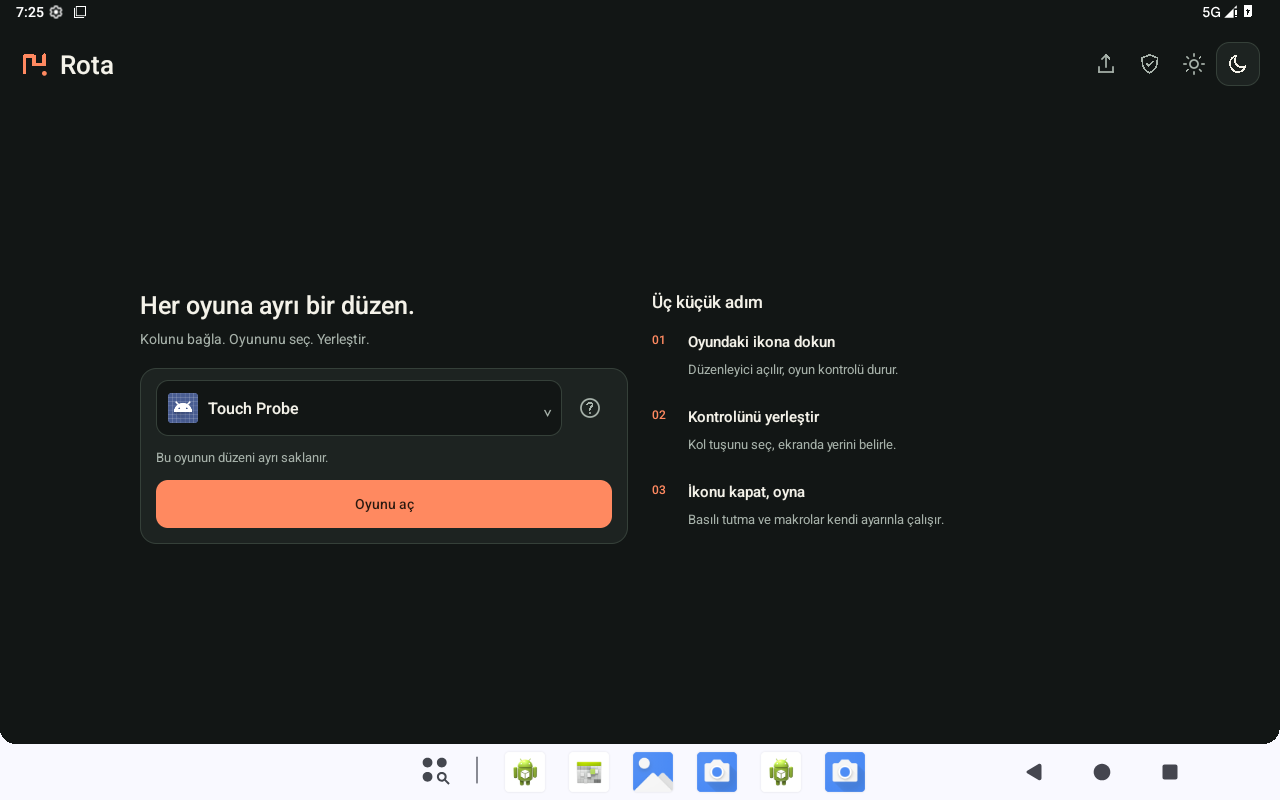 7:25
5G
Rota
Her oyuna ayrı bir düzen.
Kolunu bağla. Oyununu seç. Yerleştir.
Touch Probe
Bu oyunun düzeni ayrı saklanır.
Oyunu aç
Üç küçük adım
01 Oyundaki ikona dokun
Düzenleyici açılır, oyun kontrolü durur.
02 Kontrolünü yerleştir
Kol tuşunu seç, ekranda yerini belirle.
03 İkonu kapat, oyna
Basılı tutma ve makrolar kendi ayarınla çalışır.